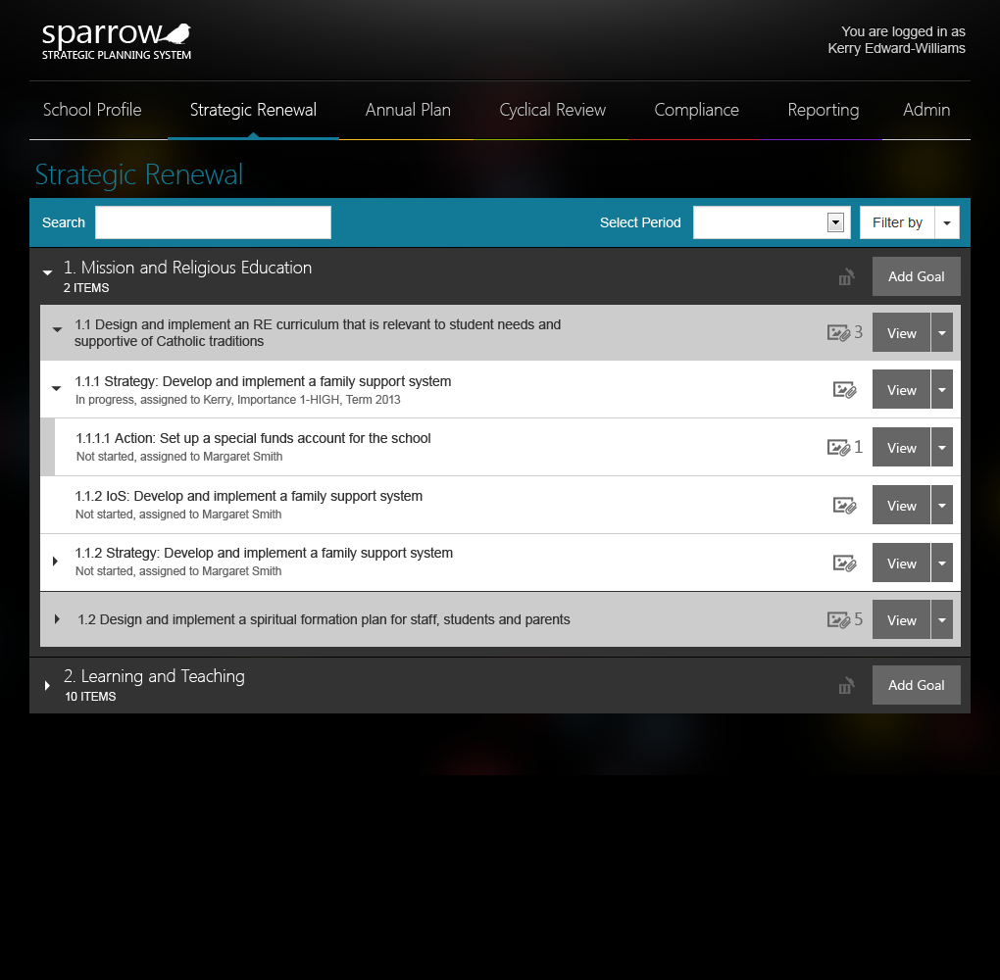 sparrow
STRATEGIC PLANNING SYSTEM
You are logged in as
Kerry Edward-Williams
School Profile Strategic Renewal Annual Plan Cyclical Review Compliance Reporting Admin
Strategic Renewal
Search Select Period Filter by
1. Mission and Religious Education
2 ITEMS
Add Goal
1.1 Design and implement an RE curriculum that is relevant to student needs and
supportive of Catholic traditions
3 View
1.1.1 Strategy: Develop and implement a family support system
In progress, assigned to Kerry, Importance 1-HIGH, Term 2013
View
1.1.1.1 Action: Set up a special funds account for the school
Not started, assigned to Margaret Smith
1 View
1.1.2 IoS: Develop and implement a family support system
Not started, assigned to Margaret Smith
View
1.1.2 Strategy: Develop and implement a family support system
Not started, assigned to Margaret Smith
View
1.2 Design and implement a spiritual formation plan for staff, students and parents
5 View
2. Learning and Teaching
10 ITEMS
Add Goal